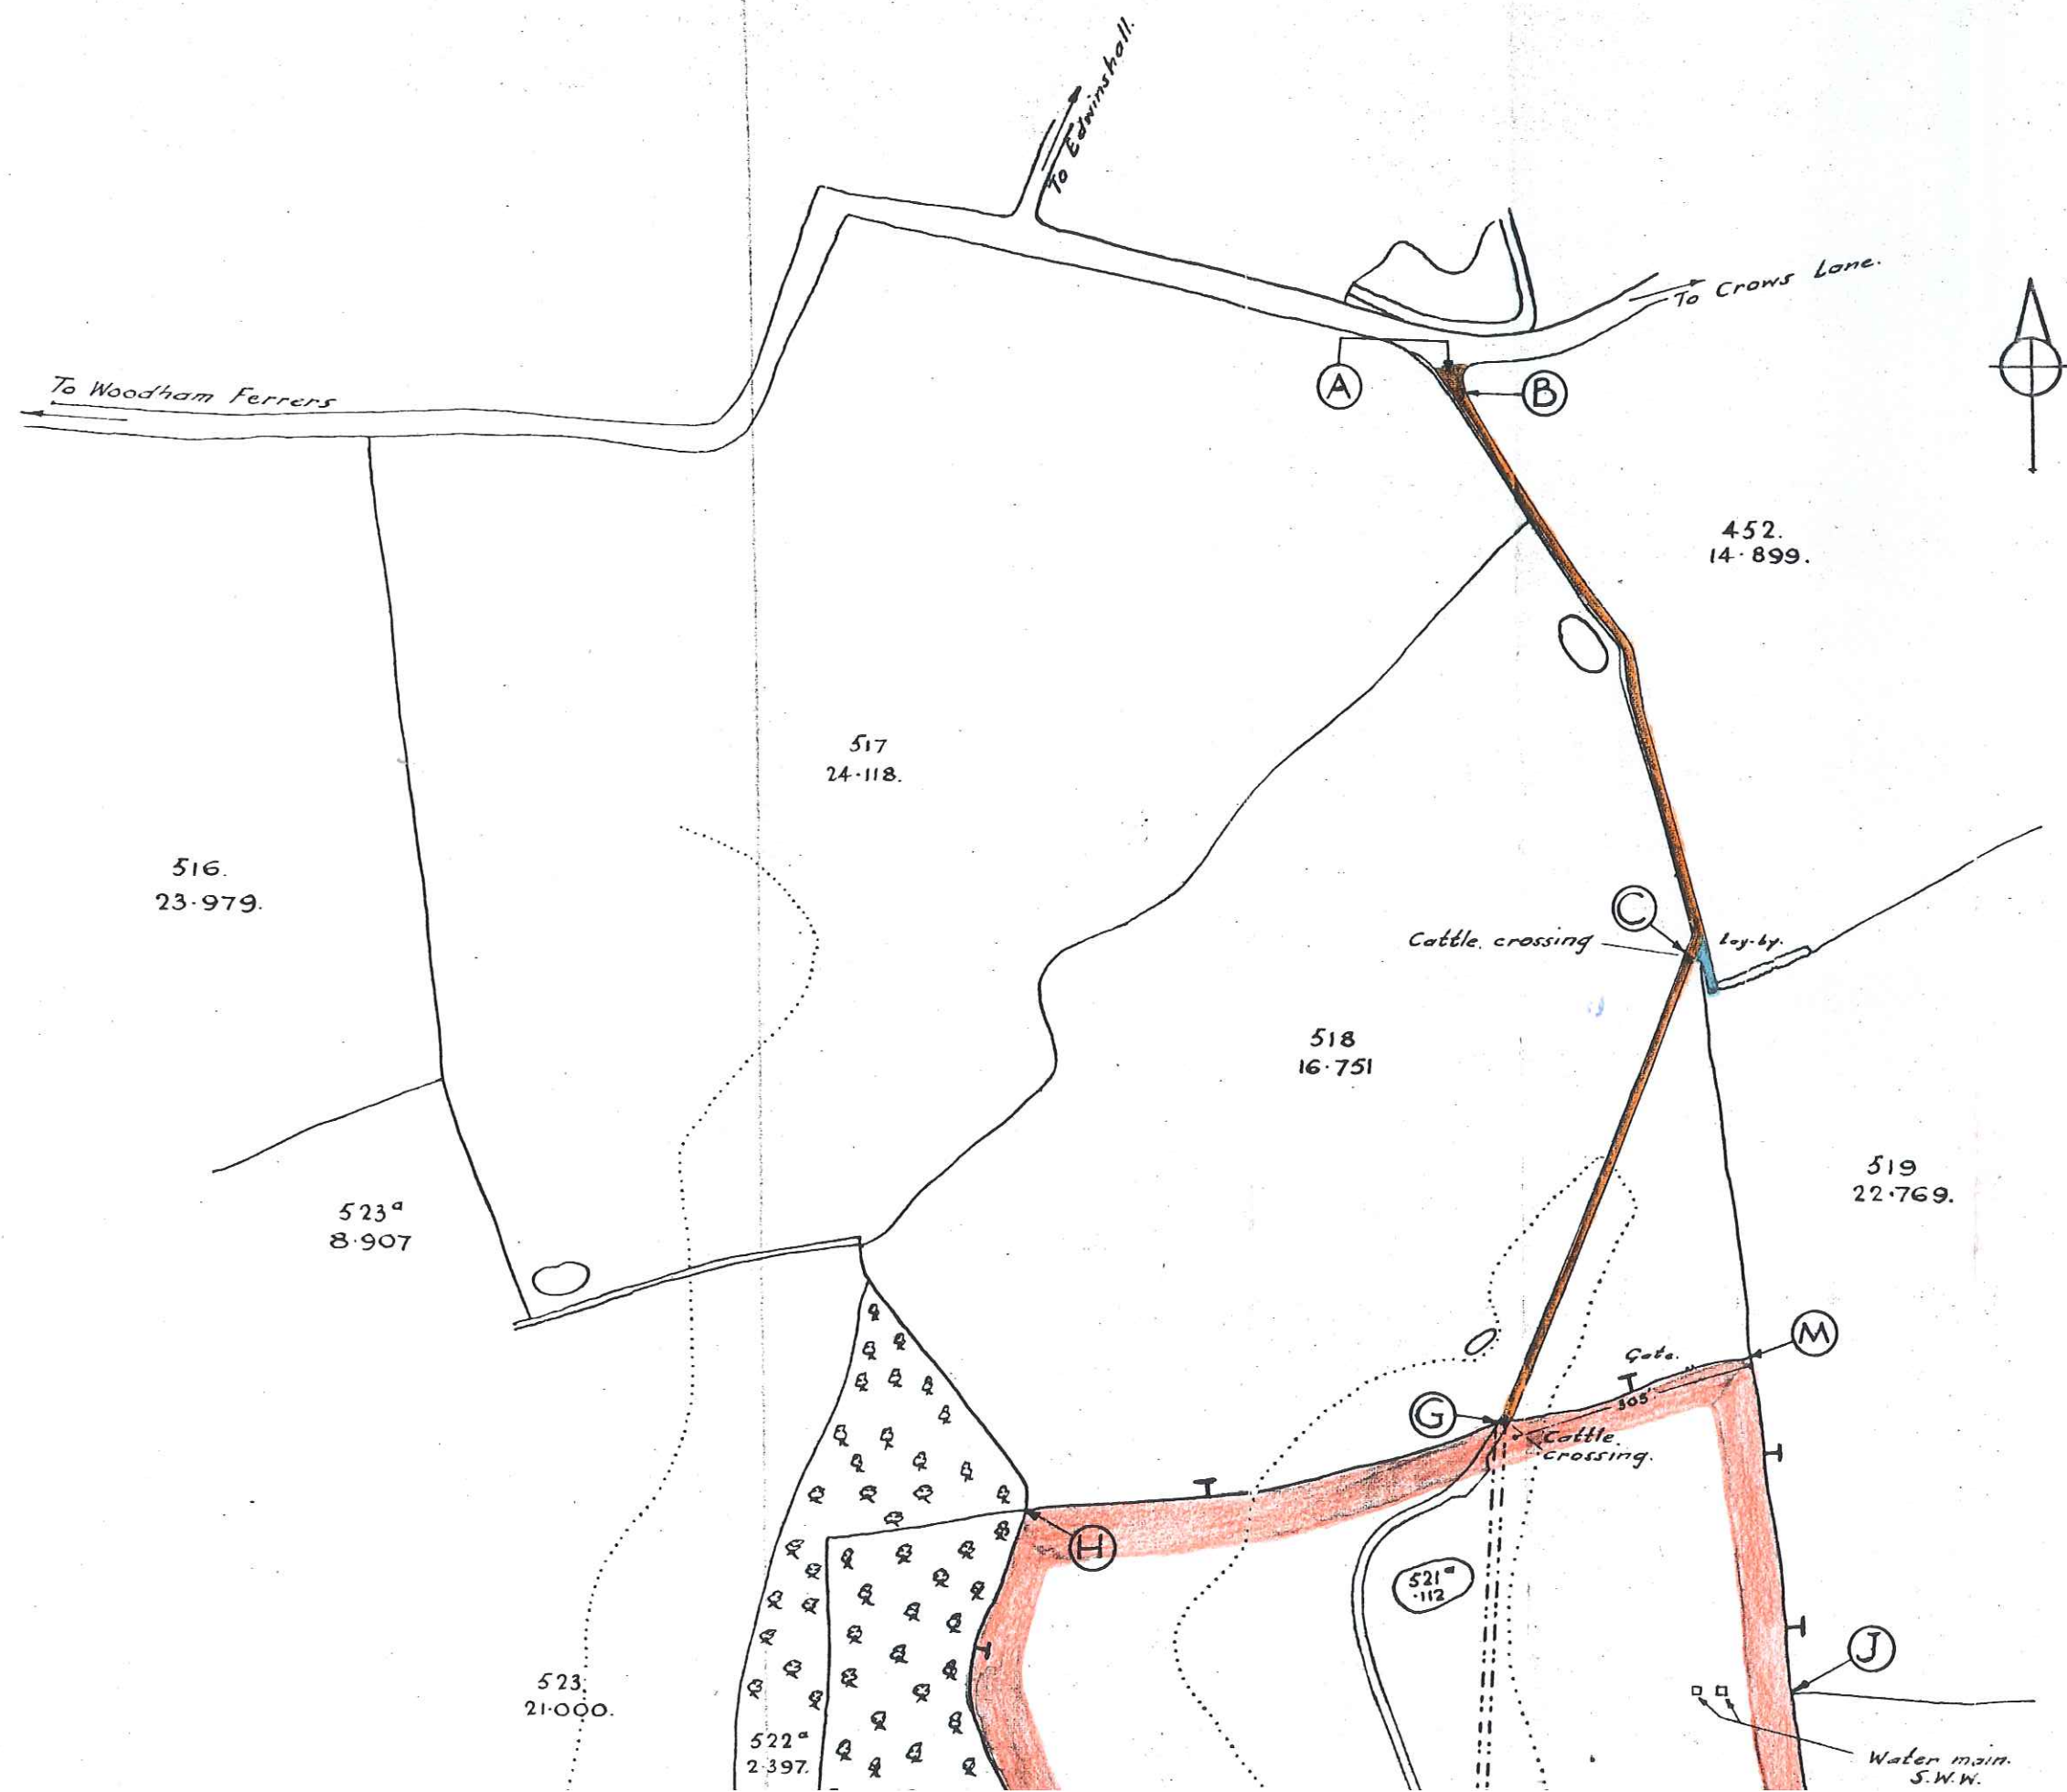 To Edwinshall.
To Crows Lane.
To Woodham Ferrers
A
B
452.
14·899.
517
24·118.
516.
23·979.
C
Cattle crossing
Lay-by.
518
16·751
519
22·769.
523ª
8·907
M
Gate.
T
305'
G
Cattle
crossing.
T
T
H
521ª
·112
T
T
J
523
21·000.
522ª
2·397.
Water main.
S.W.W.